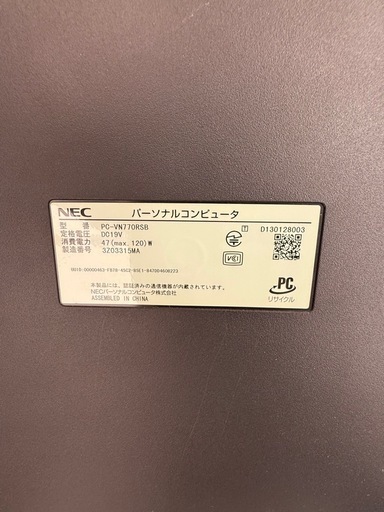 NEC パーソナルコンピュータ
型 番 PC-VN770RSB
定格電圧 DC19V
消費電力 47(max.120)W
製造番号 3Z03315MA
T D130128003
VCCI
本製品には、認証済みの通信機器が内蔵されています。
NECパーソナルコンピュータ株式会社
ASSEMBLED IN CHINA
PC
リサイクル